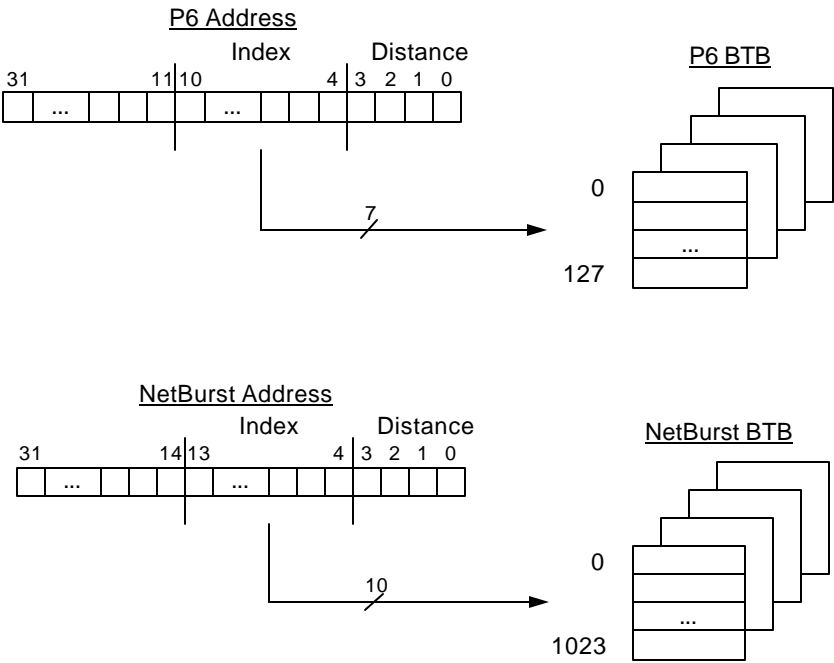 P6 Address
Index Distance
31 11 10 4 3 2 1 0
... ...
7
P6 BTB
0
...
127
NetBurst Address
Index Distance
31 14 13 4 3 2 1 0
... ...
10
NetBurst BTB
0
...
1023